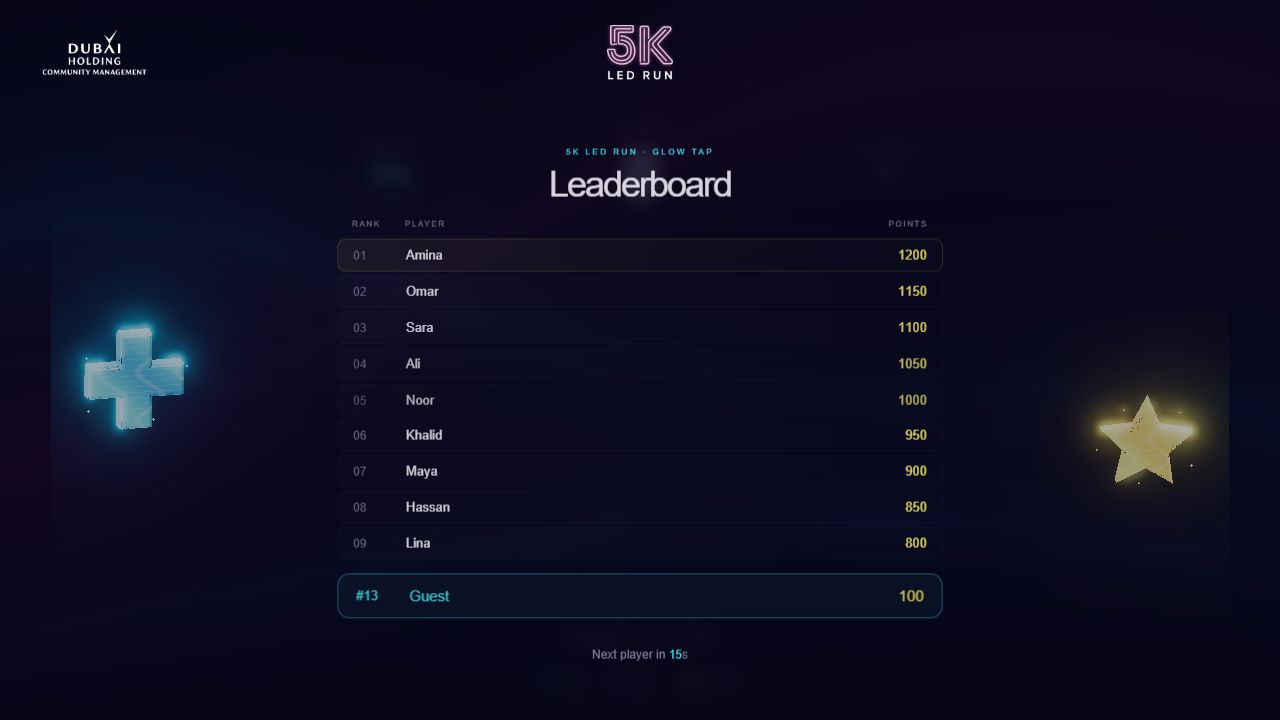 DUBAI
HOLDING
COMMUNITY MANAGEMENT
5K
LED RUN
5K LED RUN · GLOW TAP
Leaderboard
RANK PLAYER POINTS
01 Amina 1200
02 Omar 1150
03 Sara 1100
04 Ali 1050
05 Noor 1000
06 Khalid 950
07 Maya 900
08 Hassan 850
09 Lina 800
#13 Guest 100
Next player in 15s